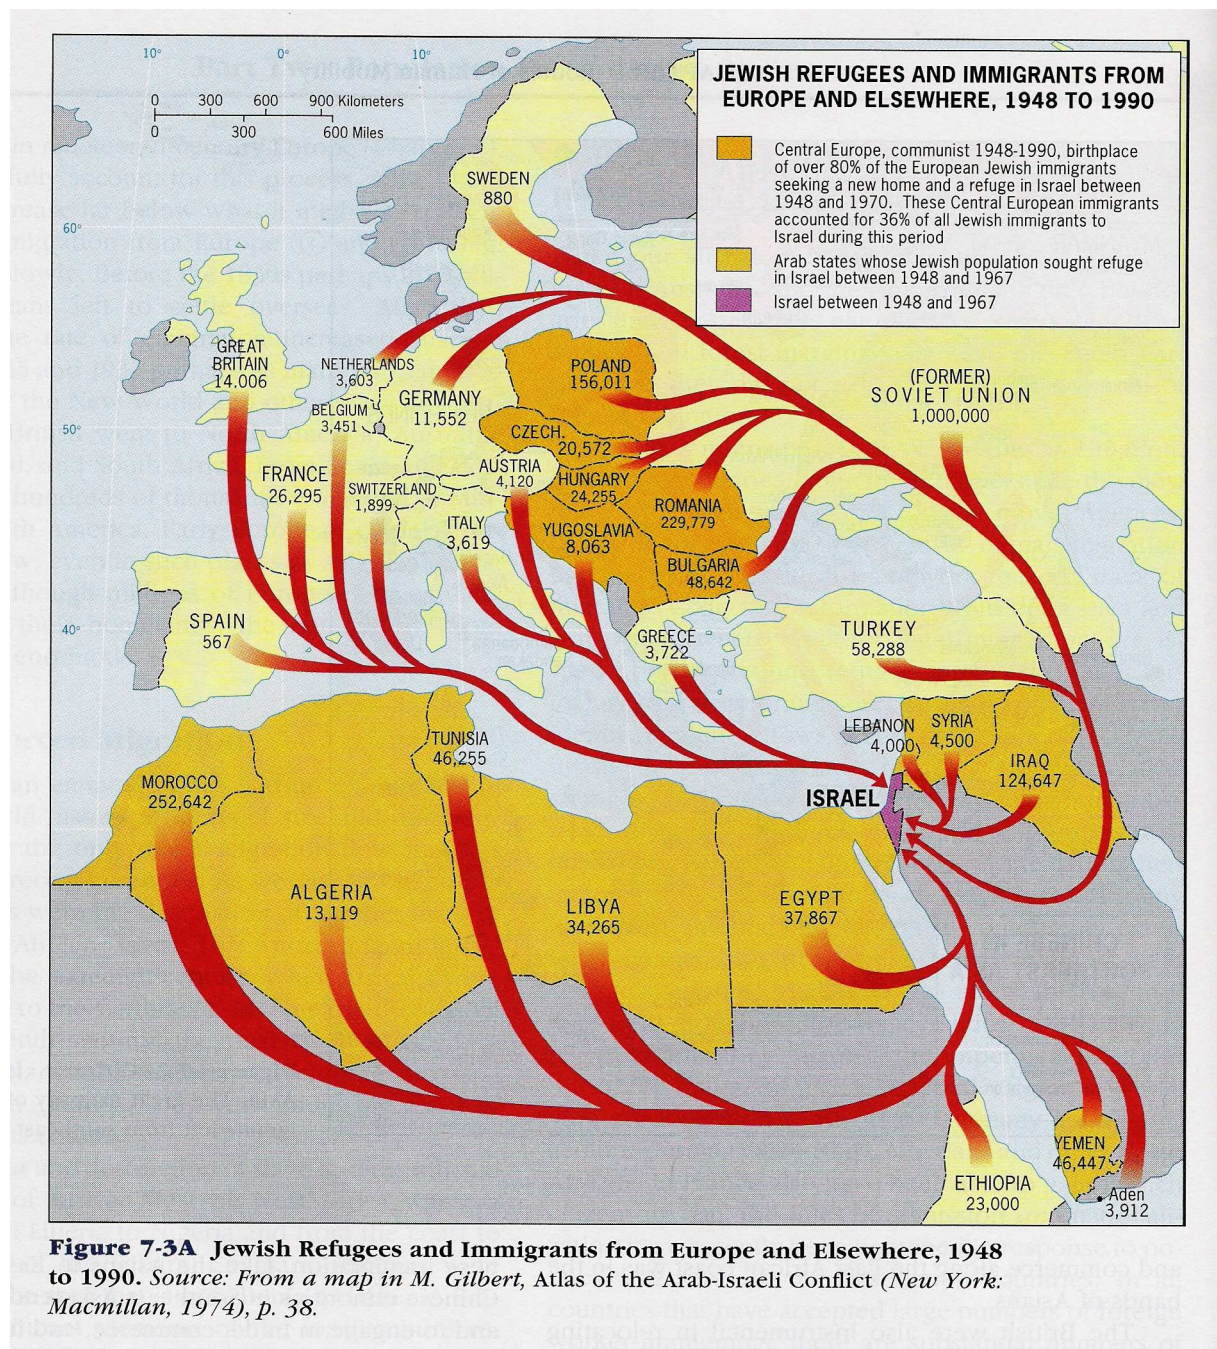 10°
0°
10°
0 300 600 900 Kilometers
0 300 600 Miles
JEWISH REFUGEES AND IMMIGRANTS FROM
EUROPE AND ELSEWHERE, 1948 TO 1990
Central Europe, communist 1948-1990, birthplace
of over 80% of the European Jewish immigrants
seeking a new home and a refuge in Israel between
1948 and 1970. These Central European immigrants
accounted for 36% of all Jewish immigrants to
Israel during this period
Arab states whose Jewish population sought refuge
in Israel between 1948 and 1967
Israel between 1948 and 1967
SWEDEN
880
60°
GREAT
BRITAIN
14.006
NETHERLANDS
3,603
BELGIUM
3,451
GERMANY
11,552
POLAND
156,011
(FORMER)
SOVIET UNION
1,000,000
50°
CZECH.
20,572
FRANCE
26,295
SWITZERLAND
1,899
AUSTRIA
4,120
HUNGARY
24,255
ROMANIA
229,779
ITALY
3,619
YUGOSLAVIA
8,063
BULGARIA
48,642
SPAIN
567
40°
GREECE
3,722
TURKEY
58,288
LEBANON
4,000
SYRIA
4,500
IRAQ
124,647
TUNISIA
46,255
MOROCCO
252,642
ISRAEL
ALGERIA
13,119
LIBYA
34,265
EGYPT
37,867
YEMEN
46,447
ETHIOPIA
23,000
Aden
3,912
Figure 7-3A Jewish Refugees and Immigrants from Europe and Elsewhere, 1948
to 1990. Source: From a map in M. Gilbert, Atlas of the Arab-Israeli Conflict (New York:
Macmillan, 1974), p. 38.